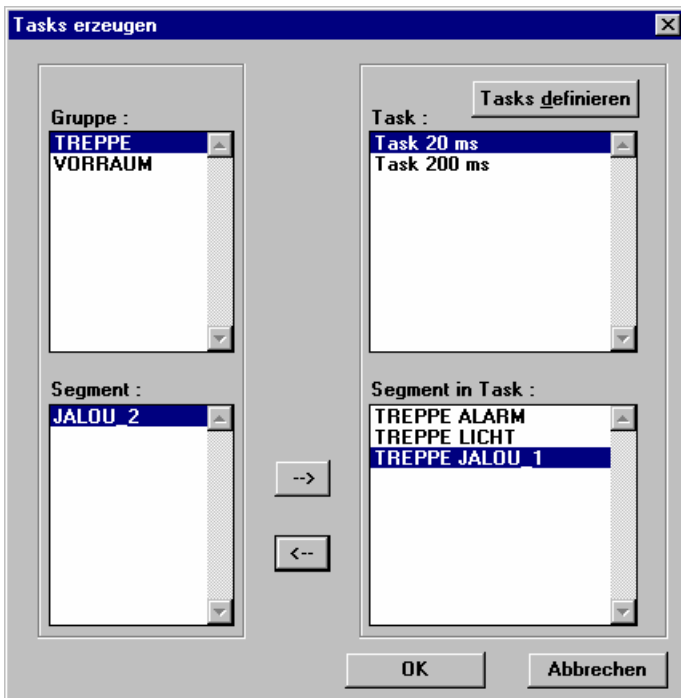 Tasks erzeugen
Gruppe :
TREPPE
VORRAUM
Segment :
JALOU_2
-->
<--
Tasks definieren
Task :
Task 20 ms
Task 200 ms
Segment in Task :
TREPPE ALARM
TREPPE LICHT
TREPPE JALOU_1
OK
Abbrechen